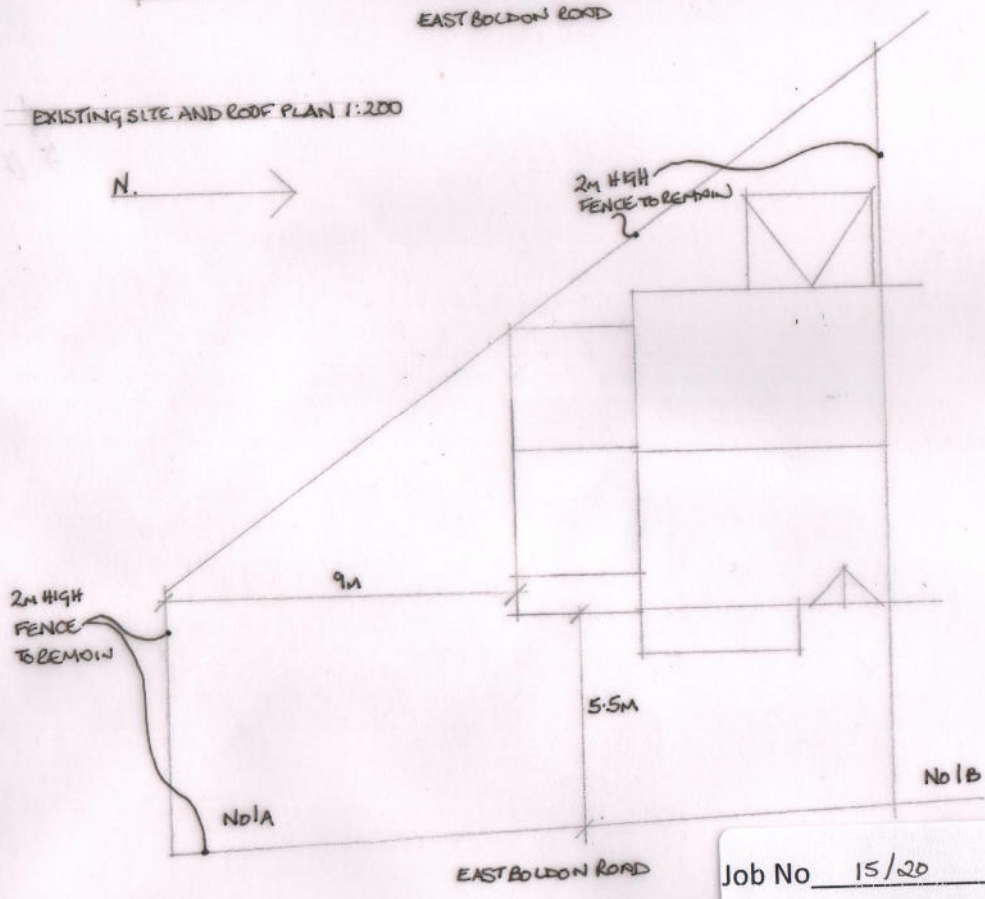 EAST BOLDON ROAD
EXISTING SITE AND ROOF PLAN 1:200
N.
2M HIGH
FENCE TO REMAIN
9M
2M HIGH
FENCE
TO REMAIN
5.5M
No 1B
No 1A
EAST BOLDON ROAD
Job No 15/20